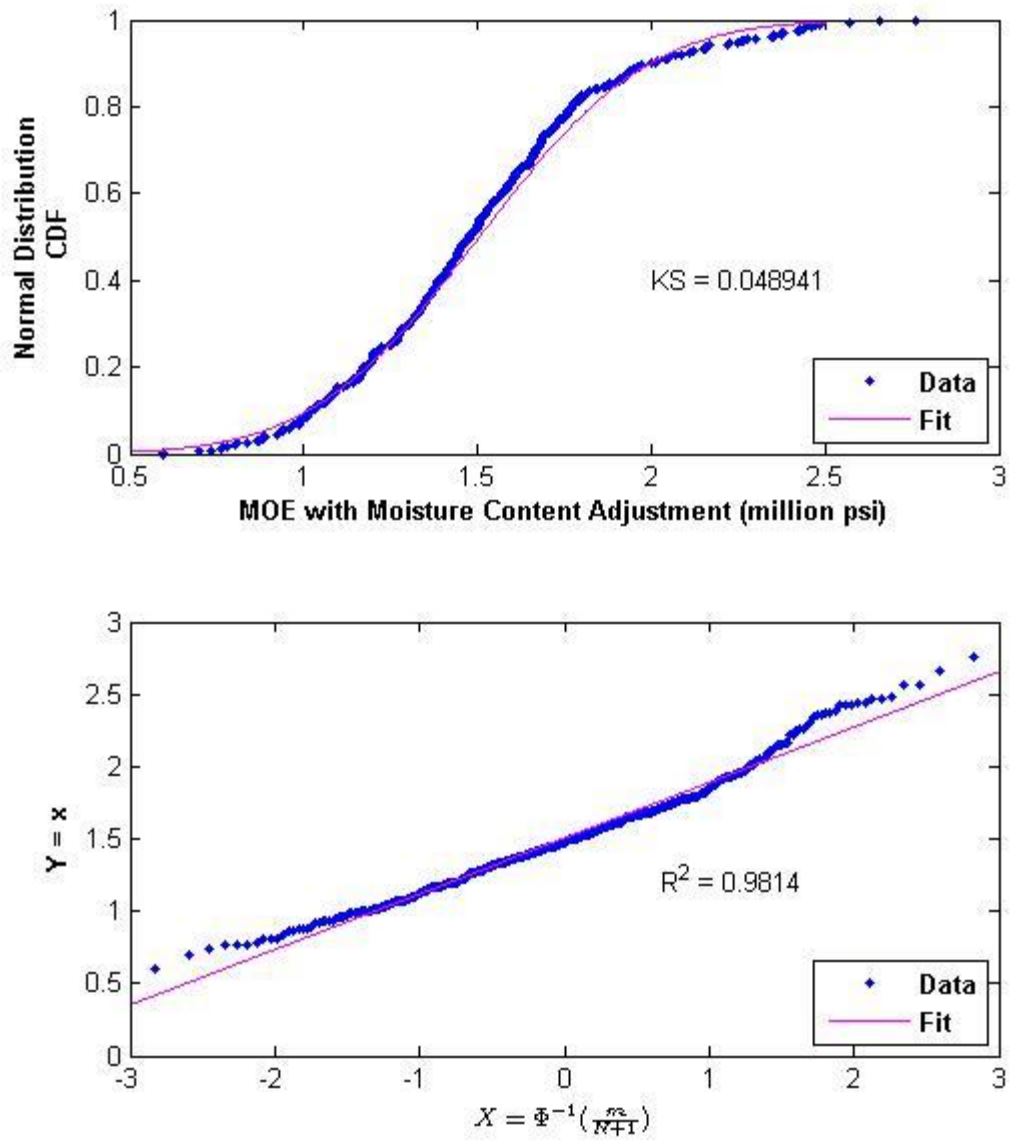 1
0.8
0.6
0.4
0.2
0
Normal Distribution
CDF
KS = 0.048941
Data
Fit
0.5 1 1.5 2 2.5 3
MOE with Moisture Content Adjustment (million psi)
3
2.5
2
1.5
1
0.5
0
Y = x
R² = 0.9814
Data
Fit
-3 -2 -1 0 1 2 3
X = Φ⁻¹(m/N+1)